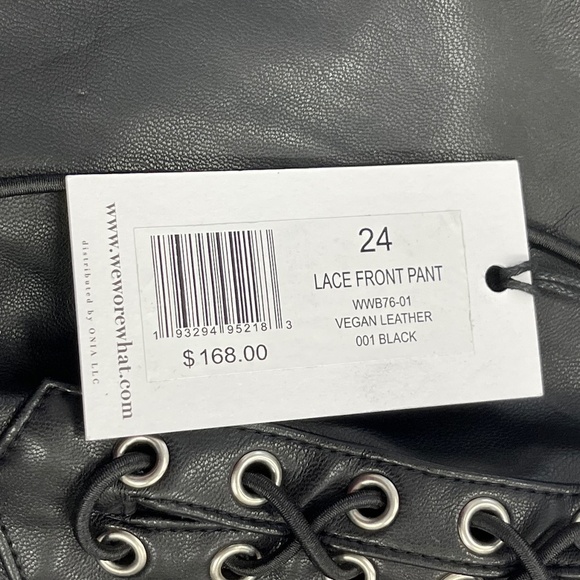 www.weworewhat.com
distributed by ONIA LLC
24
LACE FRONT PANT
WWB76-01
VEGAN LEATHER
001 BLACK
1 93294 95218 3
$168.00